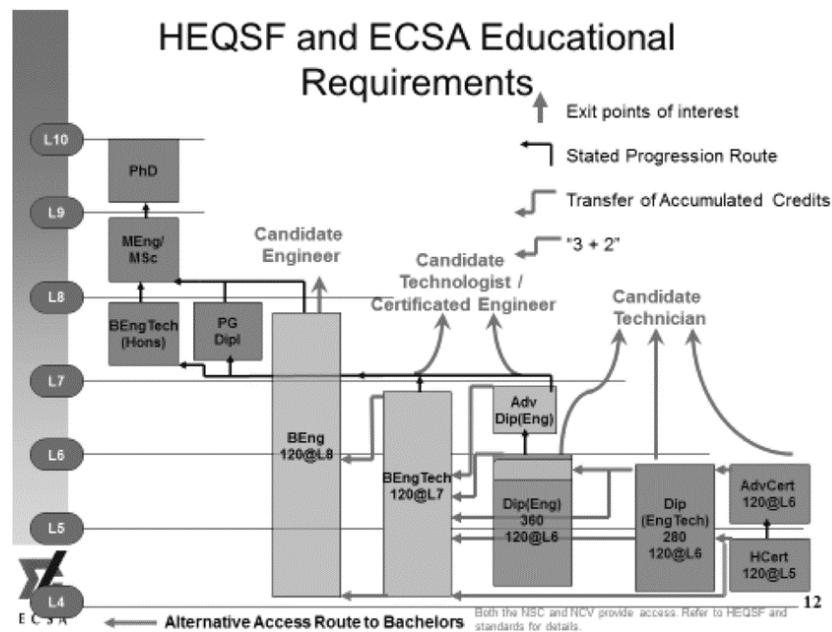 HEQSF and ECSA Educational
Requirements
Exit points of interest
Stated Progression Route
Transfer of Accumulated Credits
"3 + 2"
L10
L9
L8
L7
L6
L5
L4
PhD
MEng/
MSc
BEngTech
(Hons)
PG
Dipl
Candidate
Engineer
Candidate
Technologist /
Certificated Engineer
Candidate
Technician
BEng
120@L8
BEngTech
120@L7
Adv
Dip(Eng)
Dip(Eng)
360
120@L6
Dip
(EngTech)
280
120@L6
AdvCert
120@L6
HCert
120@L5
ECSA
Alternative Access Route to Bachelors
Both the NSC and NCV provide access. Refer to HEQSF and
standards for details.
12